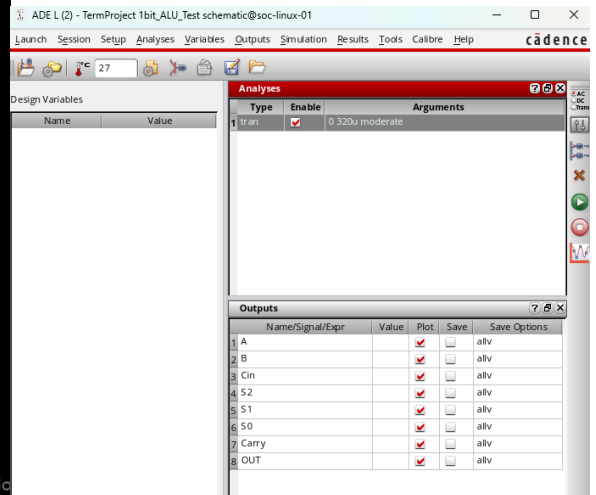 ADE L (2) - TermProject 1bit_ALU_Test schematic@soc-linux-01
Launch Session Setup Analyses Variables Outputs Simulation Results Tools Calibre Help cādence
°C 27
Design Variables
Name Value
Analyses
Type Enable Arguments
1 tran 0 320u moderate
AC
DC
Trans
Outputs
Name/Signal/Expr Value Plot Save Save Options
1 A allv
2 B allv
3 Cin allv
4 S2 allv
5 S1 allv
6 S0 allv
7 Carry allv
8 OUT allv